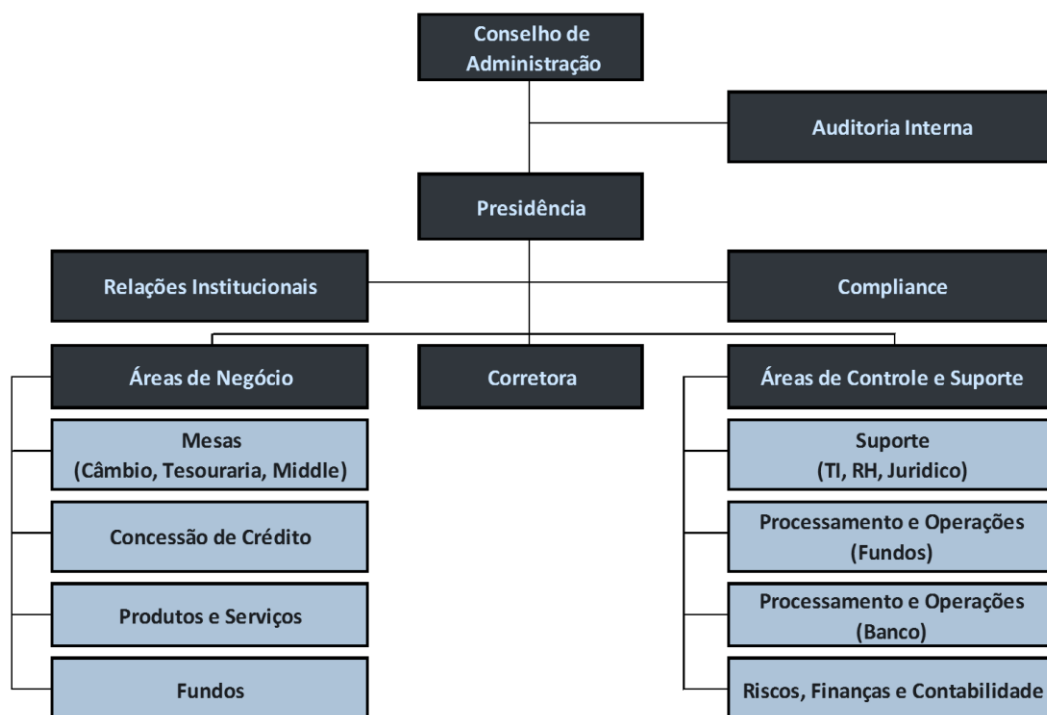 Conselho de
Administração
Auditoria Interna
Presidência
Relações Institucionais
Compliance
Áreas de Negócio
Corretora
Áreas de Controle e Suporte
Mesas
(Câmbio, Tesouraria, Middle)
Suporte
(TI, RH, Juridico)
Concessão de Crédito
Processamento e Operações
(Fundos)
Produtos e Serviços
Processamento e Operações
(Banco)
Fundos
Riscos, Finanças e Contabilidade